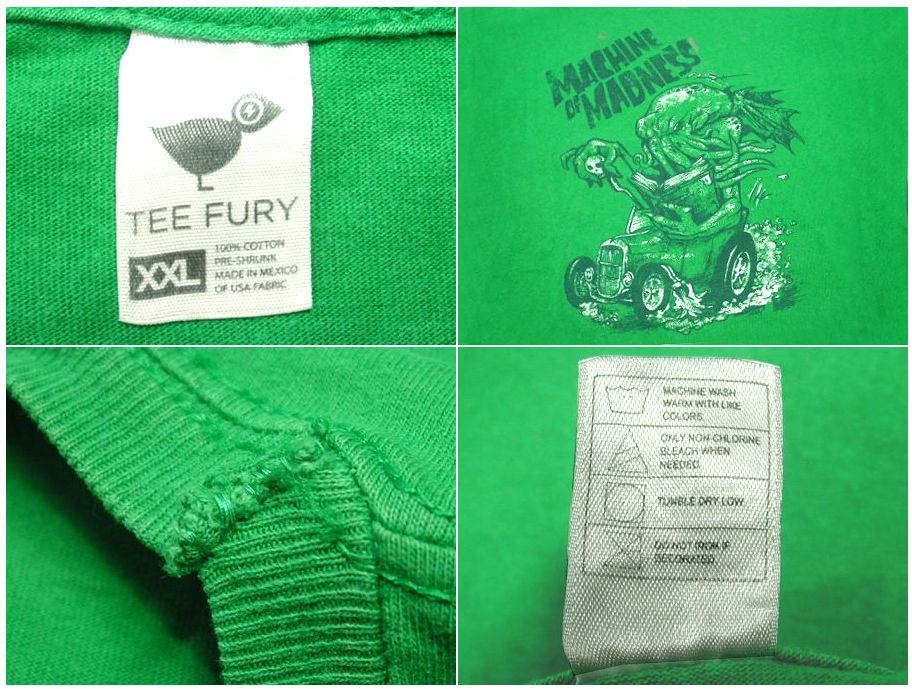 TEE FURY
XXL
100% COTTON
PRE-SHRUNK
MADE IN MEXICO
OF USA FABRIC
MACHINE
OF MADNESS
MACHINE WASH
WARM WITH LIKE
COLORS.
ONLY NON-CHLORINE
BLEACH WHEN
NEEDED.
TUMBLE DRY LOW.
DO NOT IRON IF
DECORATED.